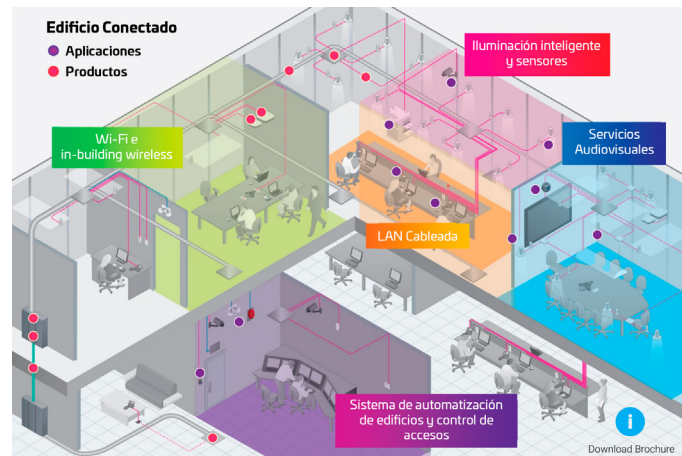 Edificio Conectado
Aplicaciones
Productos
Iluminación inteligente
y sensores
Wi-Fi e
in-building wireless
Servicios
Audiovisuales
LAN Cableada
Sistema de automatización
de edificios y control de
accesos
i
Download Brochure